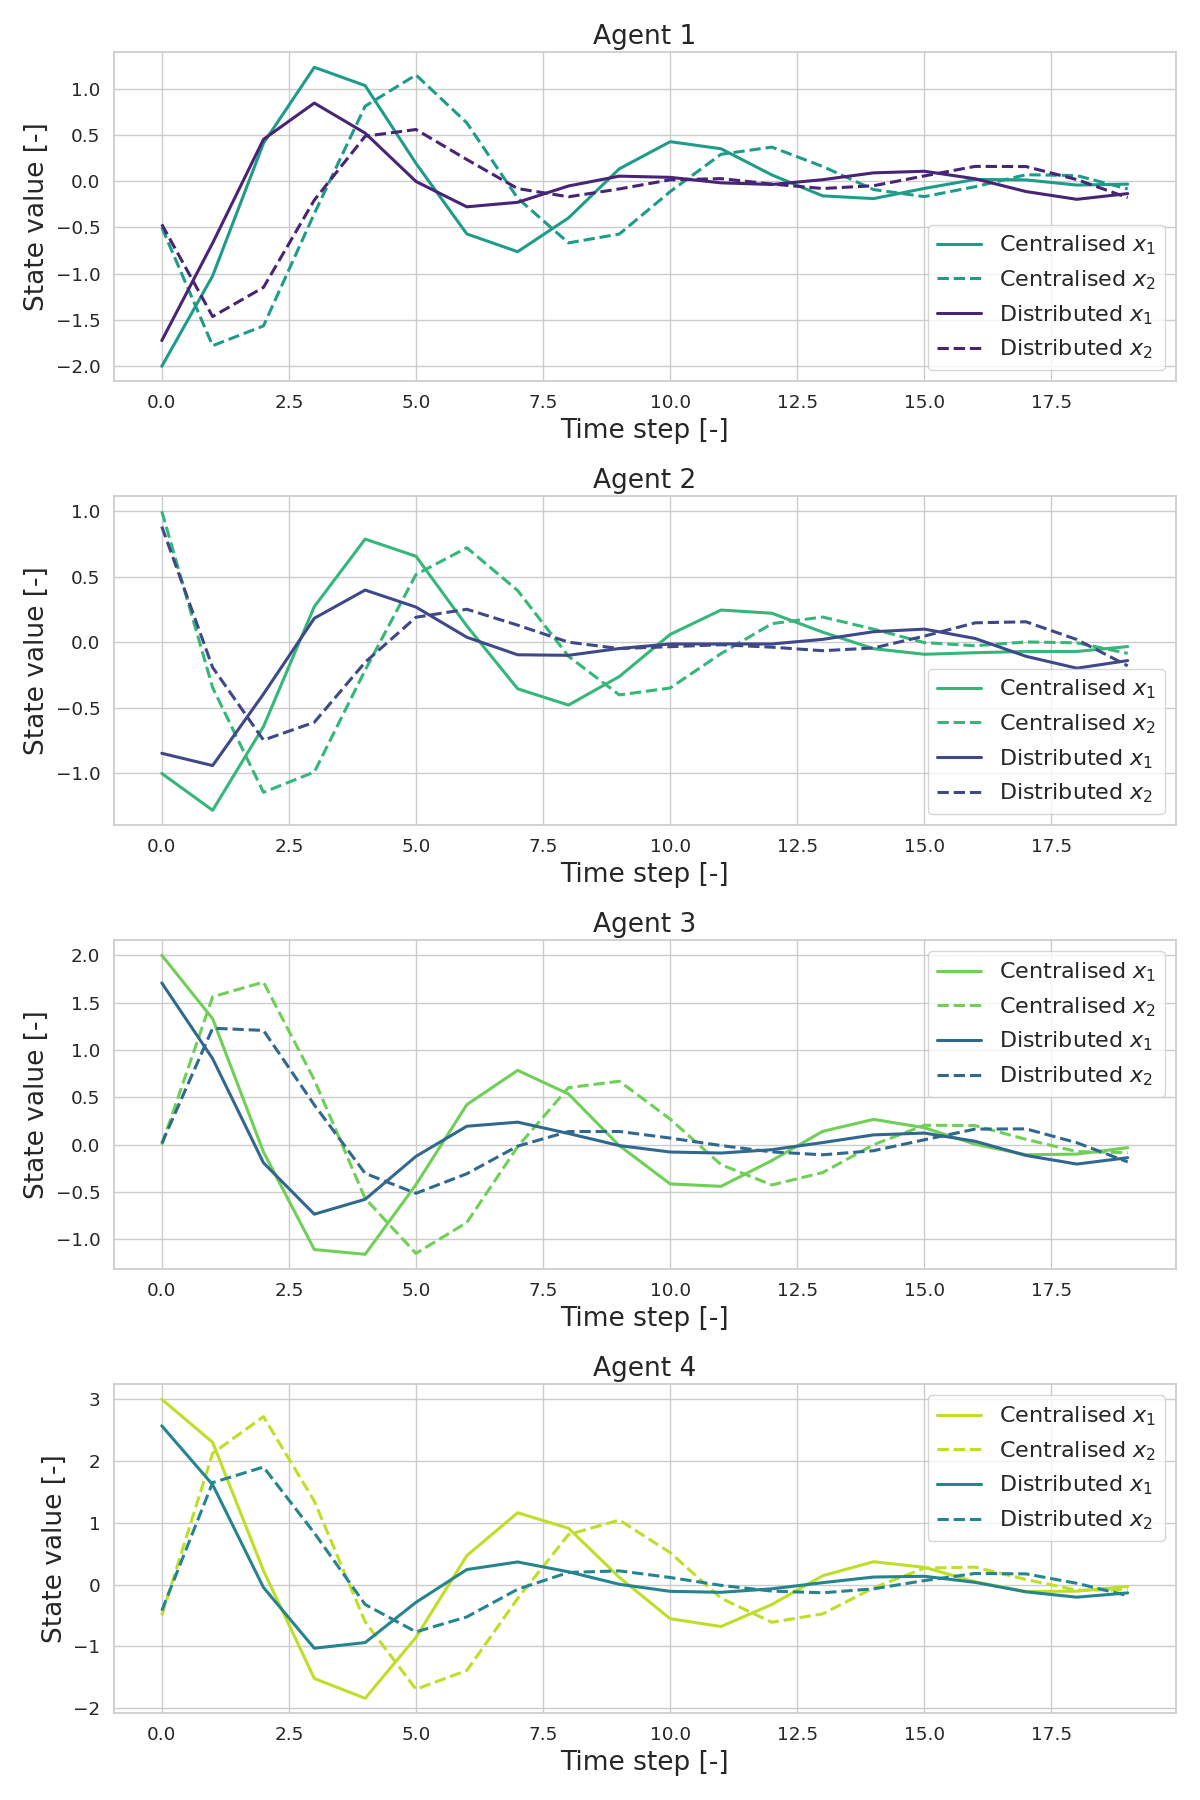 Agent 1
State value [-]
1.0
0.5
0.0
−0.5
−1.0
−1.5
−2.0
Centralised x₁
Centralised x₂
Distributed x₁
Distributed x₂
0.0 2.5 5.0 7.5 10.0 12.5 15.0 17.5
Time step [-]
Agent 2
State value [-]
1.0
0.5
0.0
−0.5
−1.0
Centralised x₁
Centralised x₂
Distributed x₁
Distributed x₂
0.0 2.5 5.0 7.5 10.0 12.5 15.0 17.5
Time step [-]
Agent 3
State value [-]
2.0
1.5
1.0
0.5
0.0
−0.5
−1.0
Centralised x₁
Centralised x₂
Distributed x₁
Distributed x₂
0.0 2.5 5.0 7.5 10.0 12.5 15.0 17.5
Time step [-]
Agent 4
State value [-]
3
2
1
0
−1
−2
Centralised x₁
Centralised x₂
Distributed x₁
Distributed x₂
0.0 2.5 5.0 7.5 10.0 12.5 15.0 17.5
Time step [-]